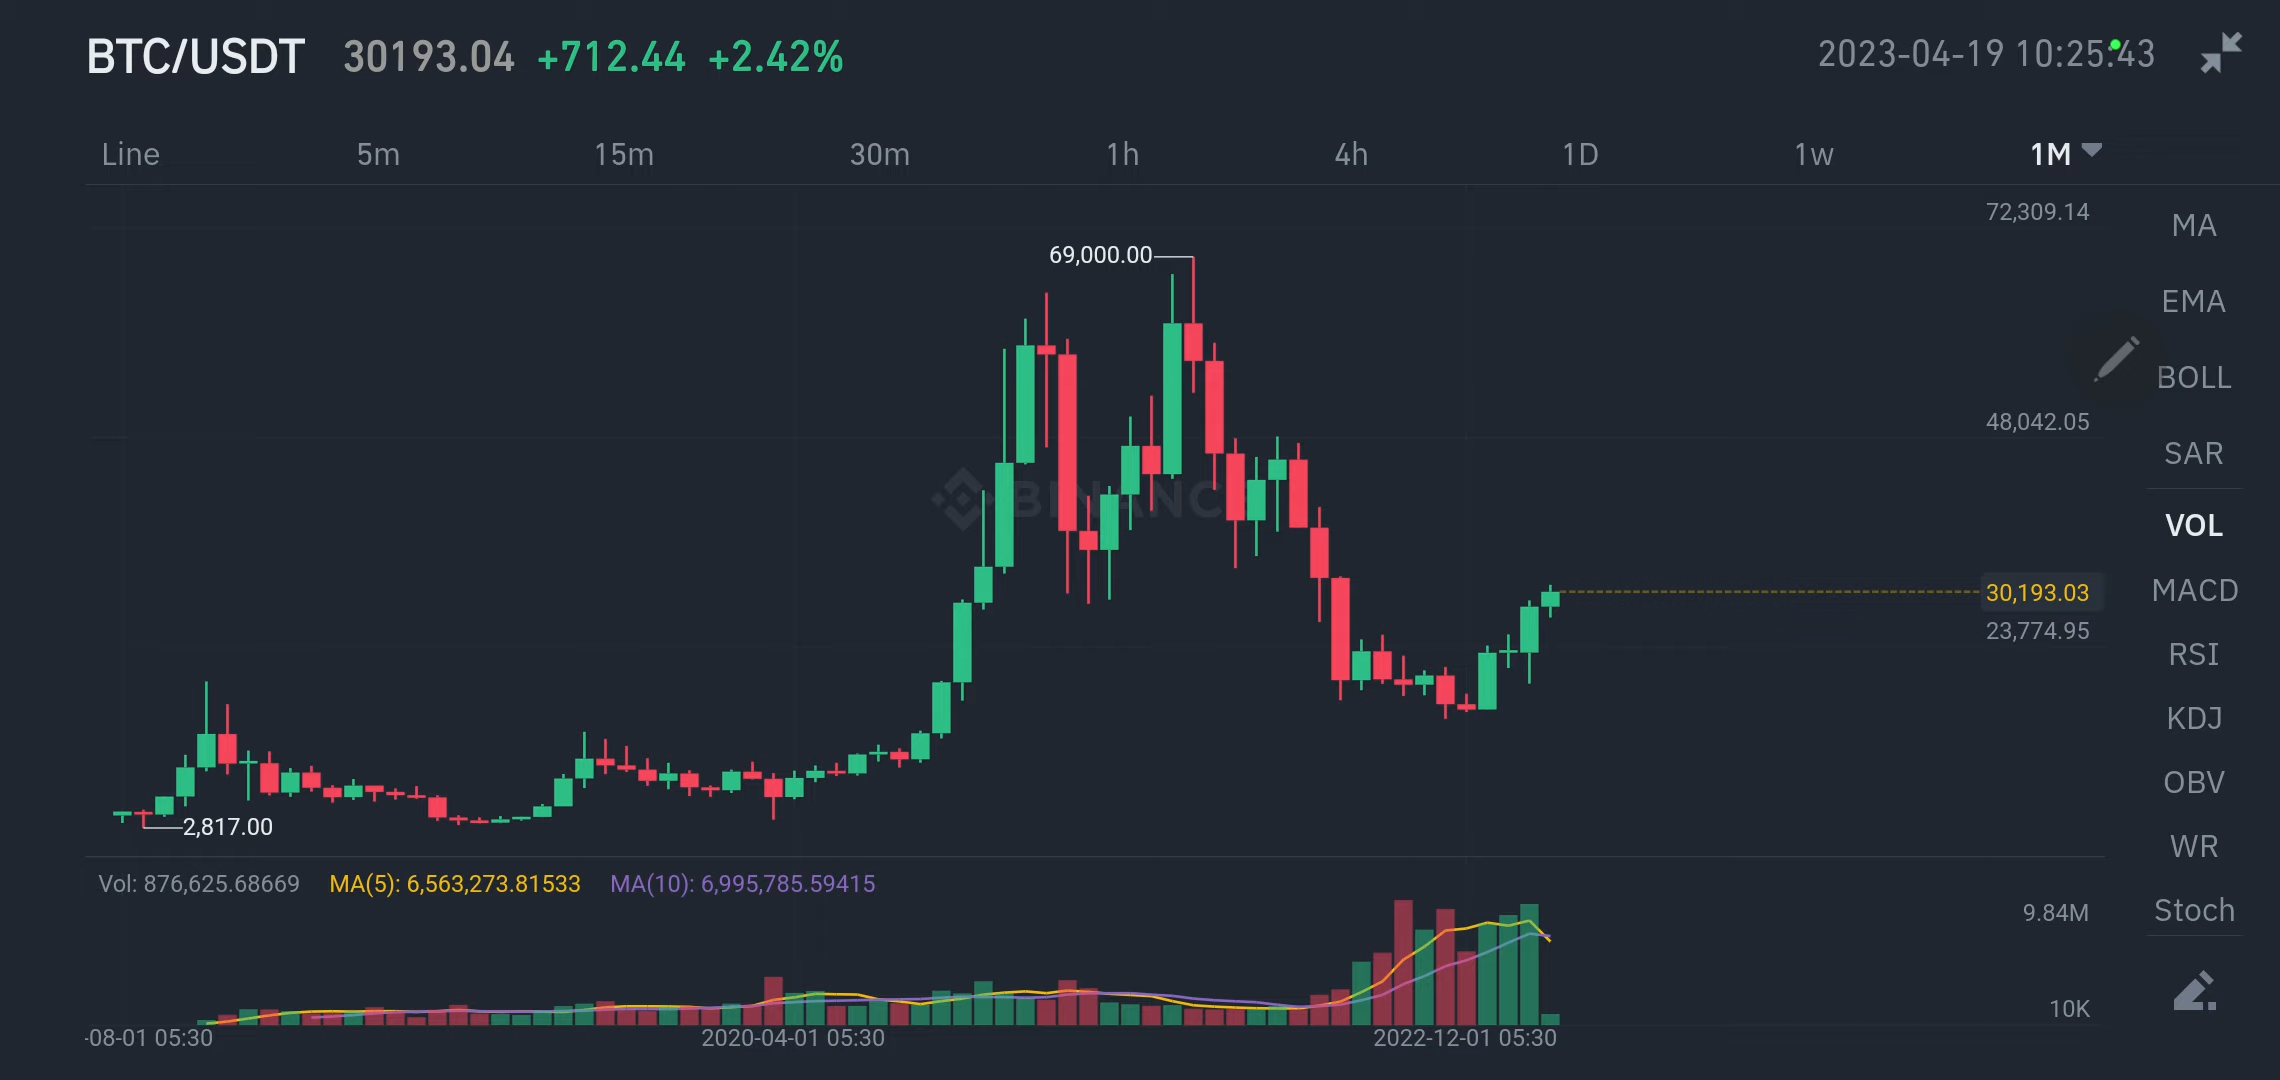 BTC/USDT 30193.04 +712.44 +2.42% 2023-04-19 10:25:43
Line 5m 15m 30m 1h 4h 1D 1w 1M
72,309.14
MA
69,000.00
EMA
BOLL
48,042.05
SAR
BINANC
VOL
30,193.03
MACD
23,774.95
RSI
KDJ
OBV
2,817.00
WR
Vol: 876,625.68669 MA(5): 6,563,273.81533 MA(10): 6,995,785.59415
9.84M
Stoch
10K
-08-01 05:30 2020-04-01 05:30 2022-12-01 05:30